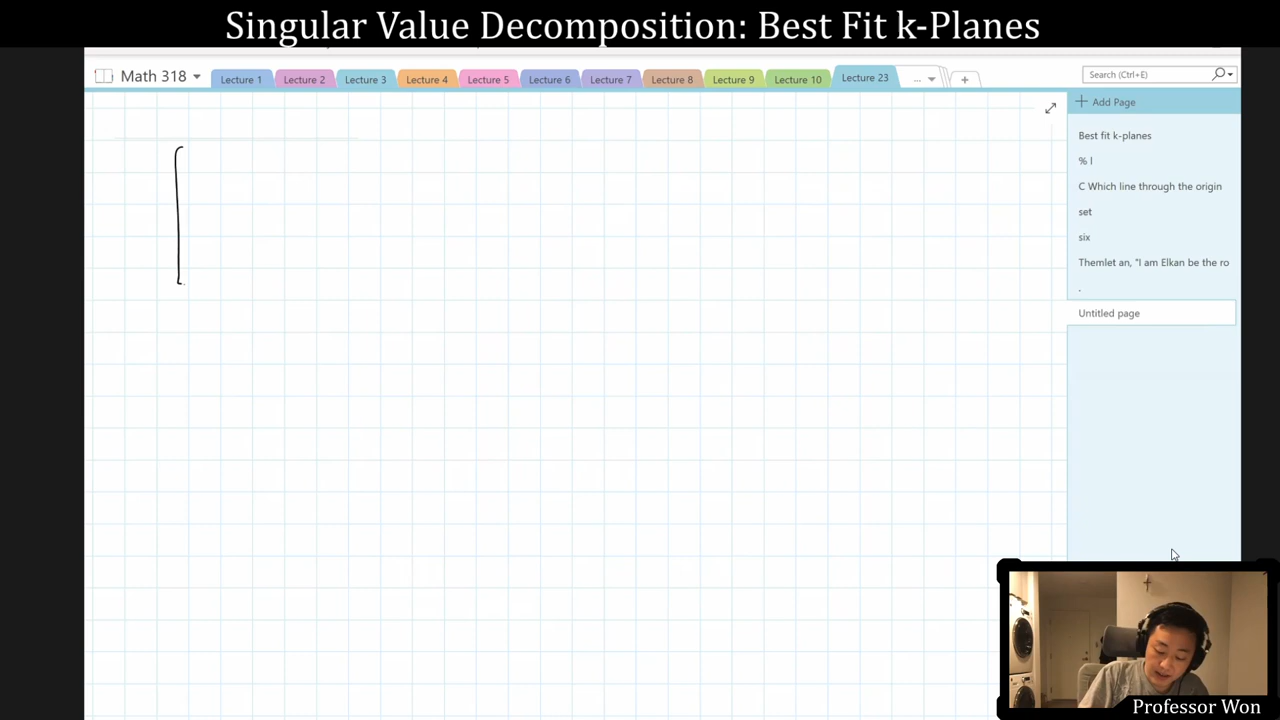 Singular Value Decomposition: Best Fit k-Planes
Math 318
Lecture 1
Lecture 2
Lecture 3
Lecture 4
Lecture 5
Lecture 6
Lecture 7
Lecture 8
Lecture 9
Lecture 10
Lecture 23
...
+
Search (Ctrl+E)
+ Add Page
Best fit k-planes
% l
C Which line through the origin
set
six
Themlet an, "I am Elkan be the ro
.
Untitled page
Professor Won